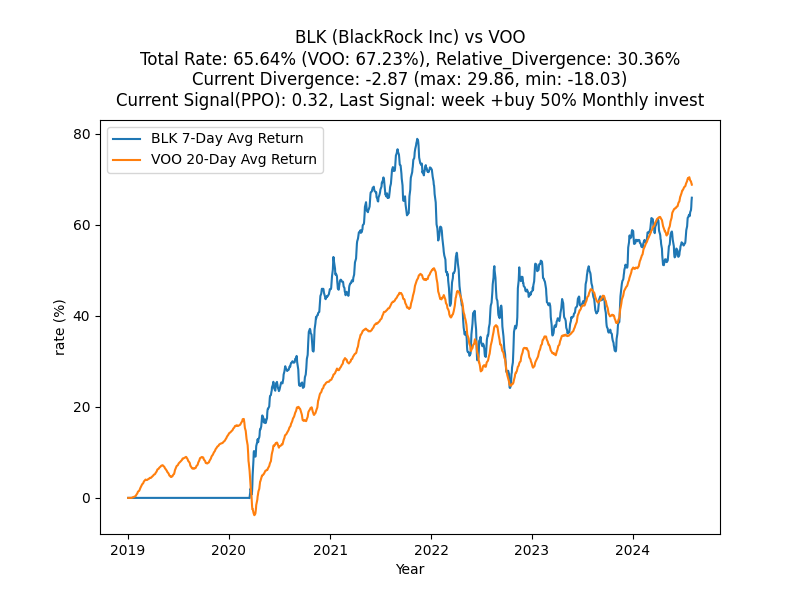 BLK (BlackRock Inc) vs VOO
Total Rate: 65.64% (VOO: 67.23%), Relative_Divergence: 30.36%
Current Divergence: -2.87 (max: 29.86, min: -18.03)
Current Signal(PPO): 0.32, Last Signal: week +buy 50% Monthly invest
BLK 7-Day Avg Return
VOO 20-Day Avg Return
80
60
40
20
0
rate (%)
2019 2020 2021 2022 2023 2024
Year